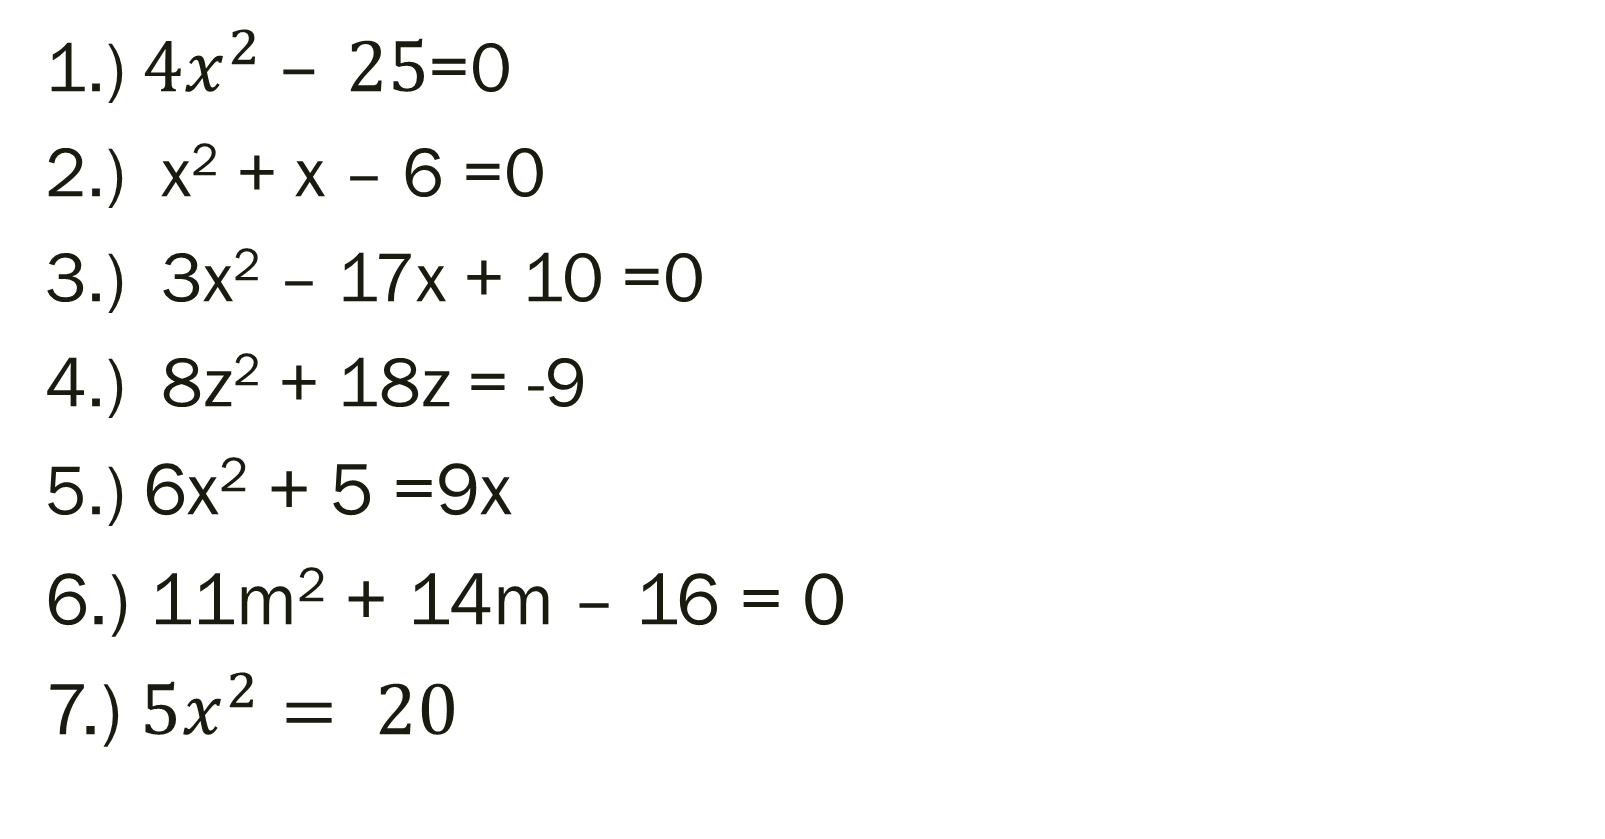 1.) 4x² – 25=0
2.) x² + x – 6 =0
3.) 3x² – 17x + 10 =0
4.) 8z² + 18z = -9
5.) 6x² + 5 =9x
6.) 11m² + 14m – 16 = 0
7.) 5x² = 20